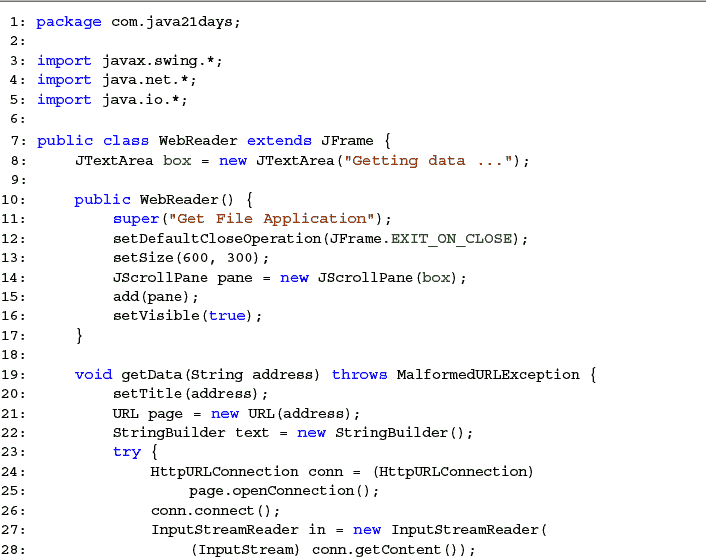 1: package com.java21days;
2:
3: import javax.swing.*;
4: import java.net.*;
5: import java.io.*;
6:
7: public class WebReader extends JFrame {
8:     JTextArea box = new JTextArea("Getting data ...");
9:
10:     public WebReader() {
11:         super("Get File Application");
12:         setDefaultCloseOperation(JFrame.EXIT_ON_CLOSE);
13:         setSize(600, 300);
14:         JScrollPane pane = new JScrollPane(box);
15:         add(pane);
16:         setVisible(true);
17:     }
18:
19:     void getData(String address) throws MalformedURLException {
20:         setTitle(address);
21:         URL page = new URL(address);
22:         StringBuilder text = new StringBuilder();
23:         try {
24:             HttpURLConnection conn = (HttpURLConnection)
25:                 page.openConnection();
26:             conn.connect();
27:             InputStreamReader in = new InputStreamReader(
28:                 (InputStream) conn.getContent());